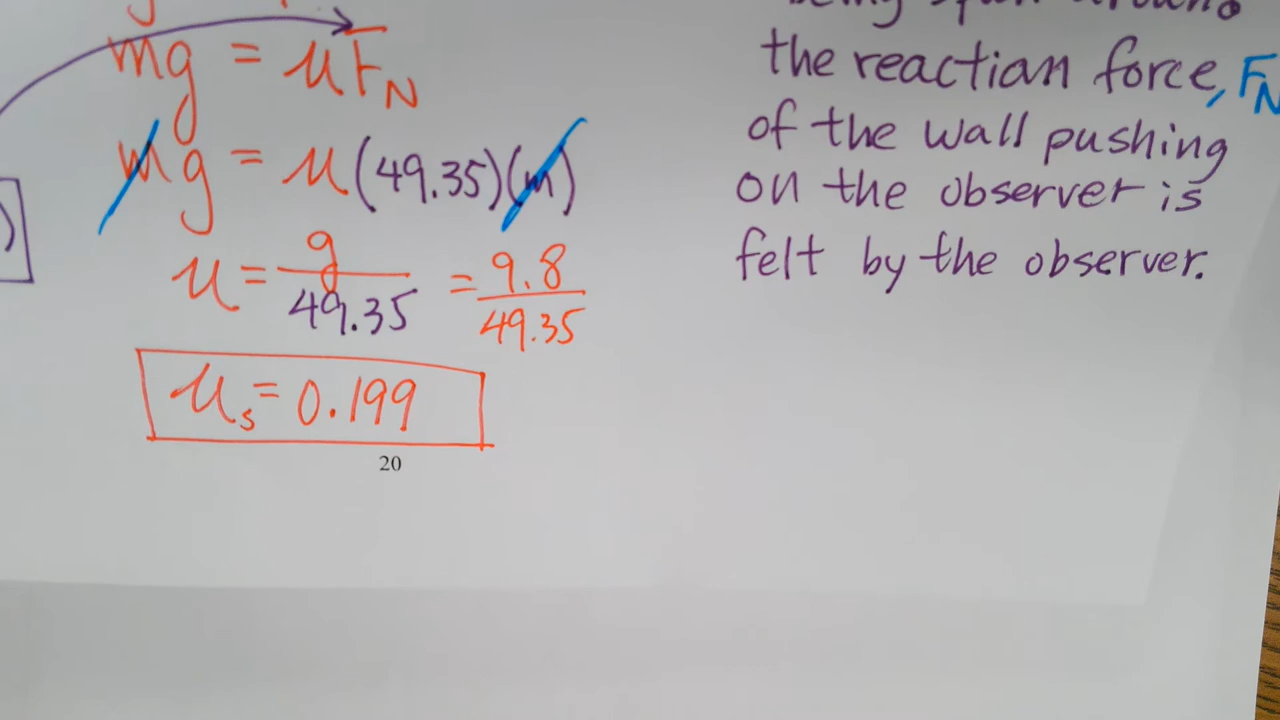 mg = μF_N
mg = μ(49.35)(m)
μ = g/49.35 = 9.8/49.35
μ_s = 0.199
20
the reaction force, F_N
of the wall pushing
on the observer is
felt by the observer.